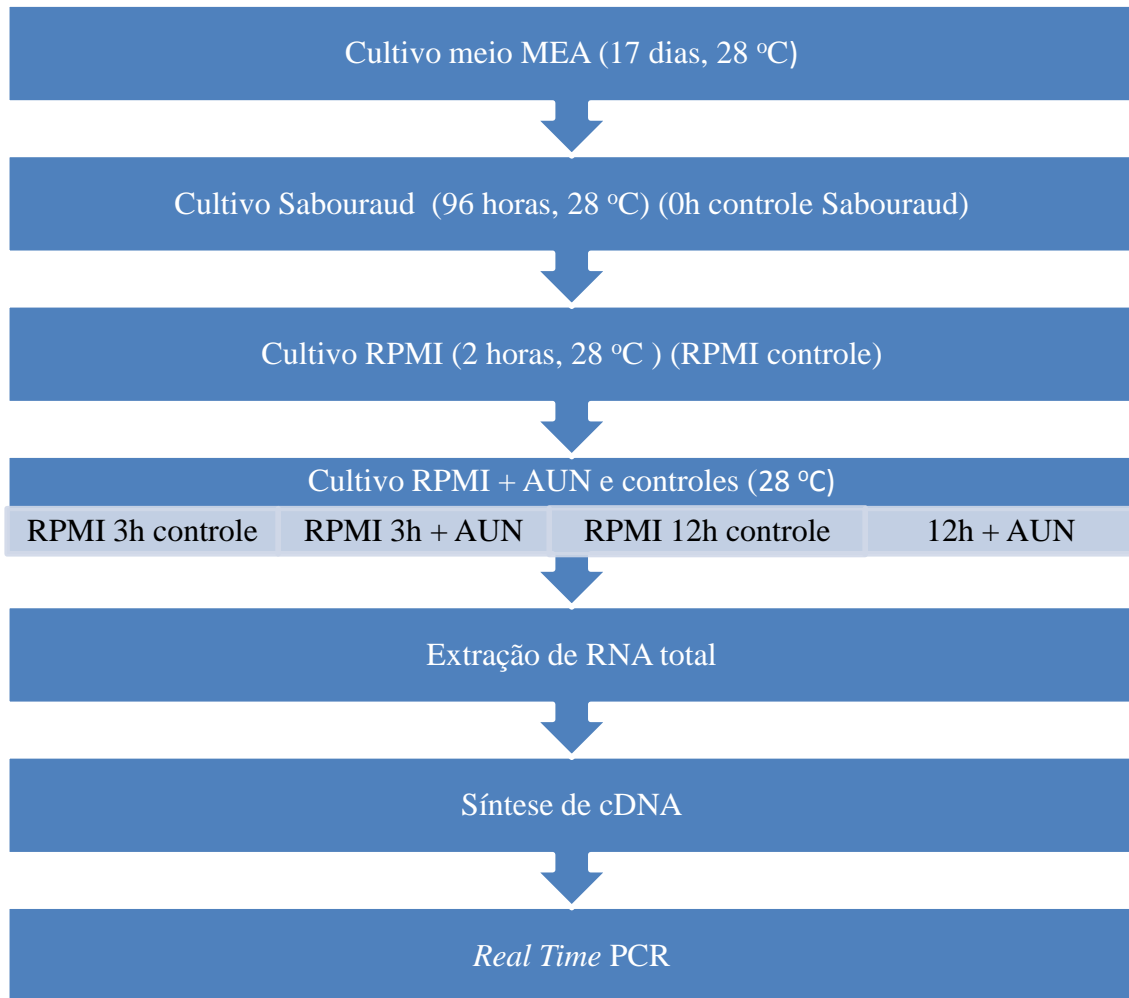 Cultivo meio MEA (17 dias, 28 ºC)
Cultivo Sabouraud (96 horas, 28 ºC) (0h controle Sabouraud)
Cultivo RPMI (2 horas, 28 ºC ) (RPMI controle)
Cultivo RPMI + AUN e controles (28 ºC)
RPMI 3h controle RPMI 3h + AUN RPMI 12h controle 12h + AUN
Extração de RNA total
Síntese de cDNA
Real Time PCR